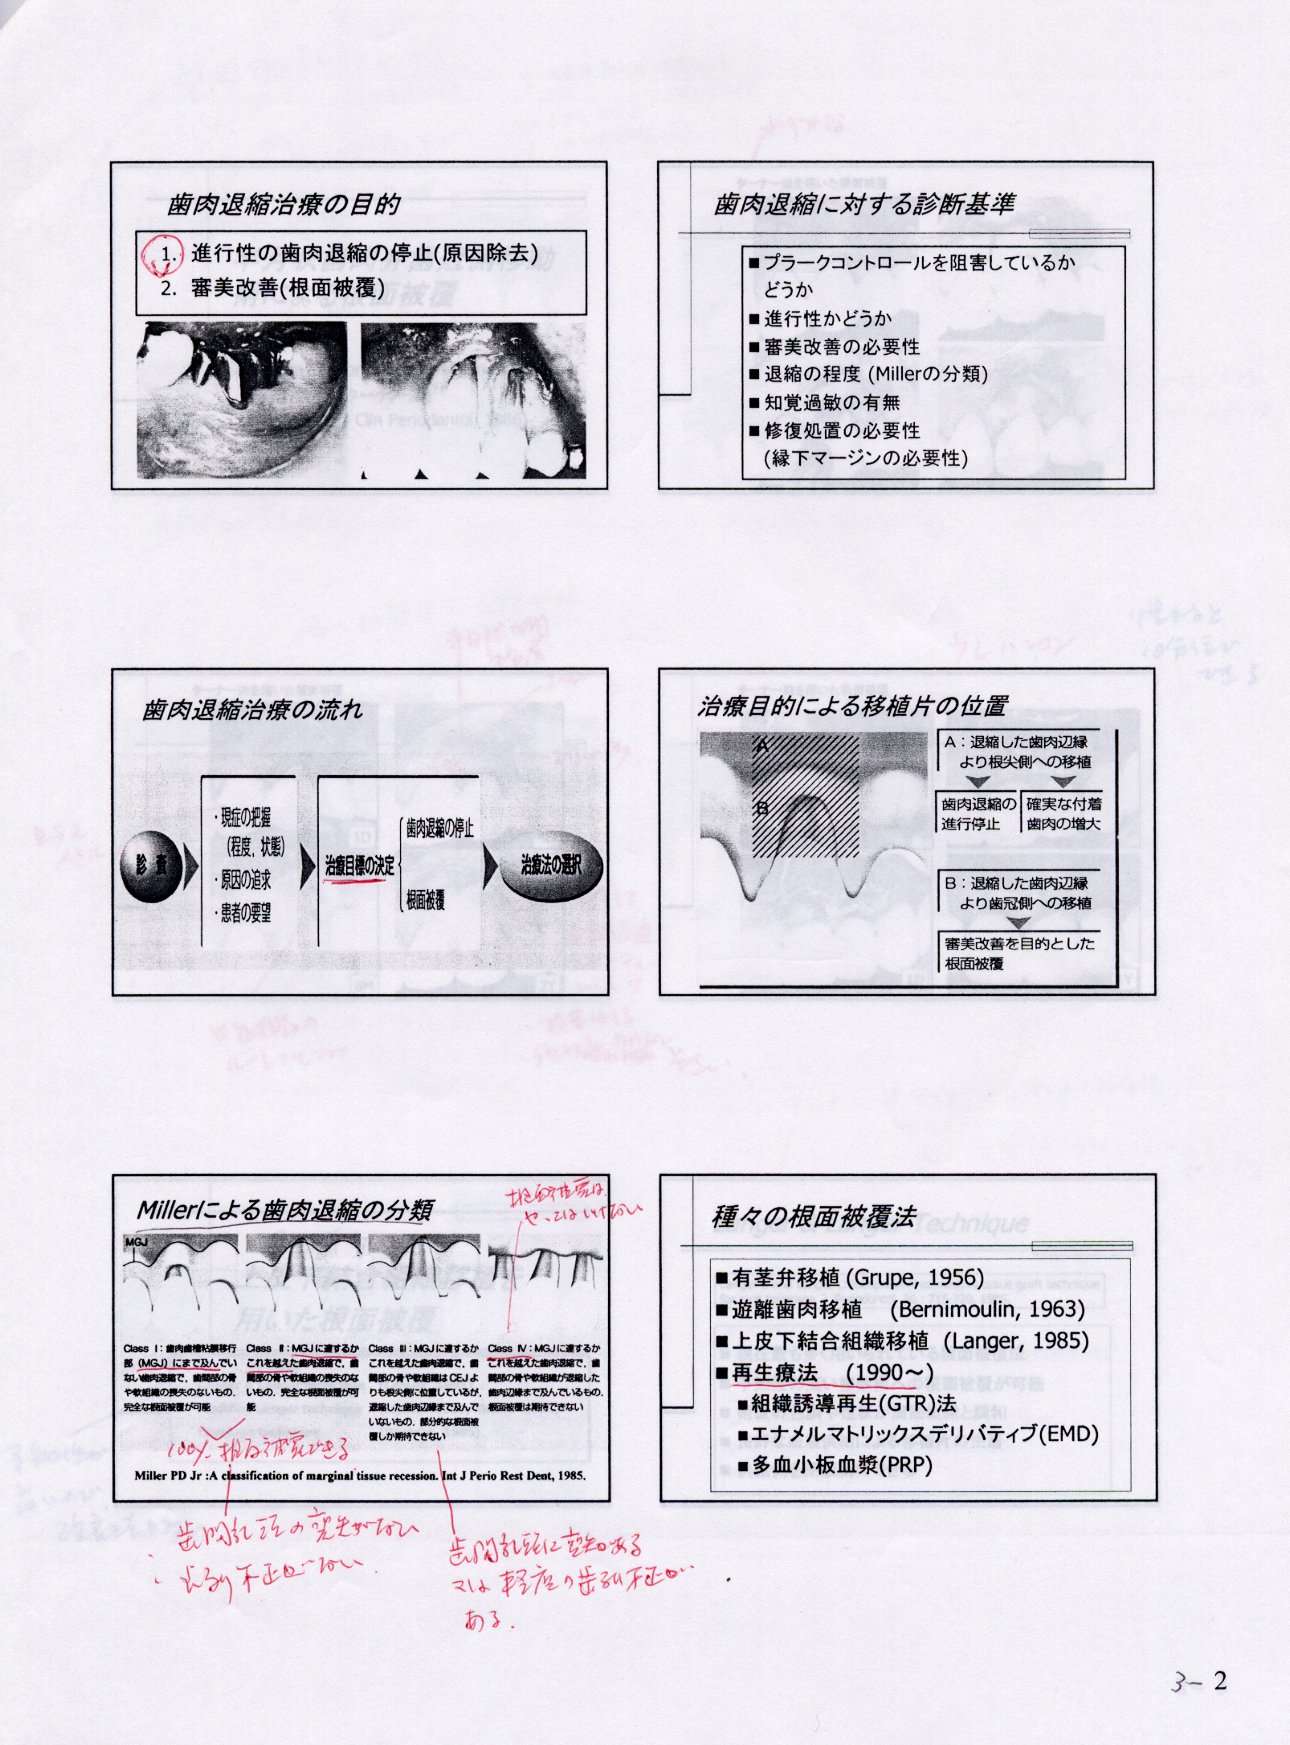 歯肉退縮治療の目的
1. 進行性の歯肉退縮の停止(原因除去)
2. 審美改善(根面被覆)
歯肉退縮に対する診断基準
■プラークコントロールを阻害しているか
どうか
■進行性かどうか
■審美改善の必要性
■退縮の程度 (Millerの分類)
■知覚過敏の有無
■修復処置の必要性
(縁下マージンの必要性)
歯肉退縮治療の流れ
診査
・現症の把握
(程度, 状態)
・原因の追求
・患者の要望
治療目標の決定
歯肉退縮の停止
根面被覆
治療法の選択
治療目的による移植片の位置
A
B
A：退縮した歯肉辺縁
より根尖側への移植
歯肉退縮の
進行停止
確実な付着
歯肉の増大
B：退縮した歯肉辺縁
より歯冠側への移植
審美改善を目的とした
根面被覆
Millerによる歯肉退縮の分類
根面被覆は
やってはいけない
MGJ
Class Ⅰ：歯肉歯槽粘膜移行
部 (MGJ) にまで及んでい
ない歯肉退縮で, 歯間部の骨
や軟組織の喪失のないもの.
完全な根面被覆が可能
Class Ⅱ：MGJに達するか
これを越えた歯肉退縮で, 歯
間部の骨や軟組織の喪失のな
いもの. 完全な根面被覆が可
能
Class Ⅲ：MGJに達するか
これを越えた歯肉退縮で, 歯
間部の骨や軟組織はCEJよ
りも根尖側に位置しているが,
退縮した歯肉辺縁まで及んで
いないもの. 部分的な根面被
覆しか期待できない
Class Ⅳ：MGJに達するか
これを越えた歯肉退縮で, 歯
間部の骨や軟組織が退縮した
歯肉辺縁まで及んでいるもの.
根面被覆は期待できない
100% 根面被覆できる
Miller PD Jr :A classification of marginal tissue recession. Int J Perio Rest Dent, 1985.
歯間乳頭の喪失がない
歯列不正がない
歯間乳頭に喪失ある
又は軽度の歯列不正が
ある.
種々の根面被覆法
■有茎弁移植 (Grupe, 1956)
■遊離歯肉移植 (Bernimoulin, 1963)
■上皮下結合組織移植 (Langer, 1985)
■再生療法 (1990～)
■組織誘導再生(GTR)法
■エナメルマトリックスデリバティブ(EMD)
■多血小板血漿(PRP)
3-2